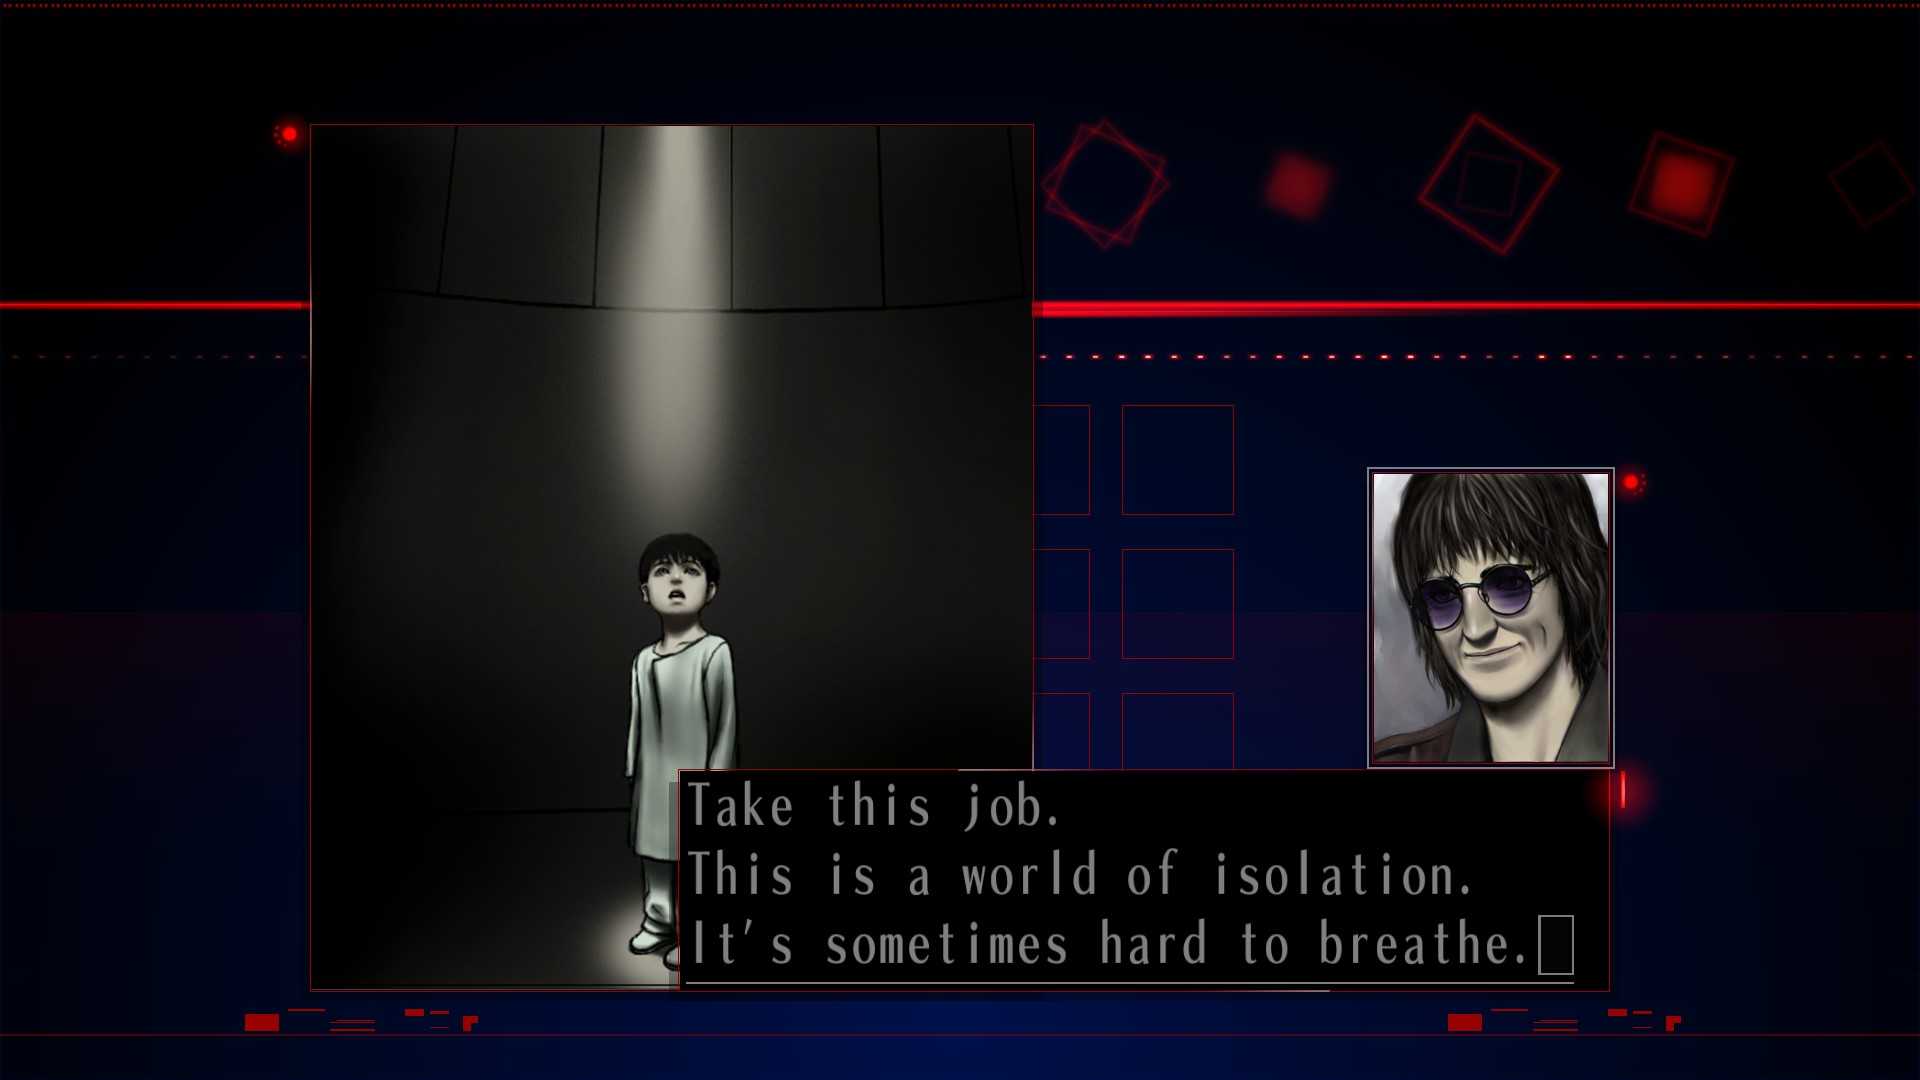 Take this job.
This is a world of isolation.
It's sometimes hard to breathe.